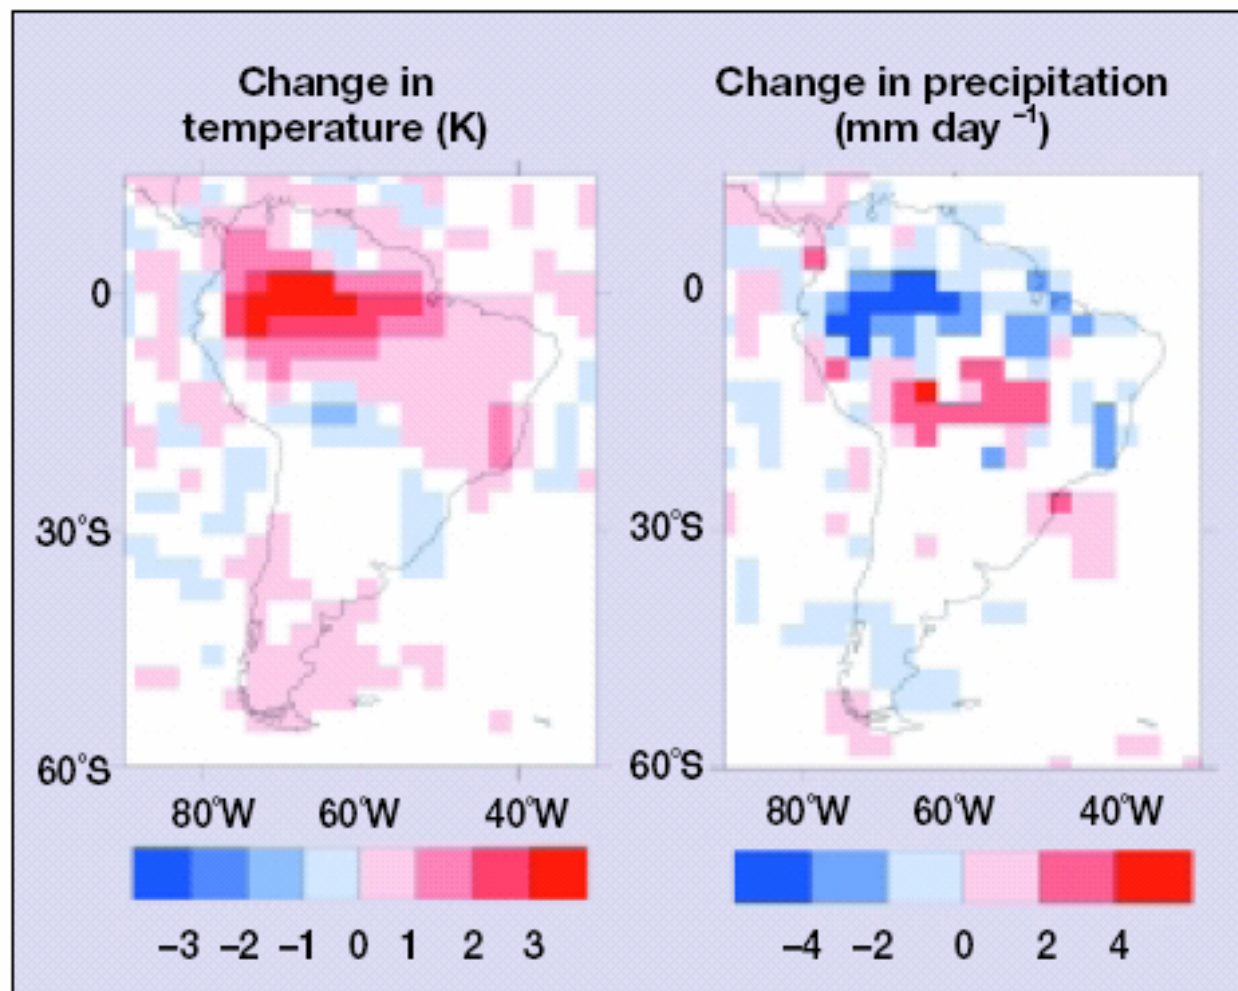 Change in
temperature (K)
0
30°S
60°S
80°W 60°W 40°W
−3 −2 −1 0 1 2 3
Change in precipitation
(mm day ⁻¹)
0
30°S
60°S
80°W 60°W 40°W
−4 −2 0 2 4